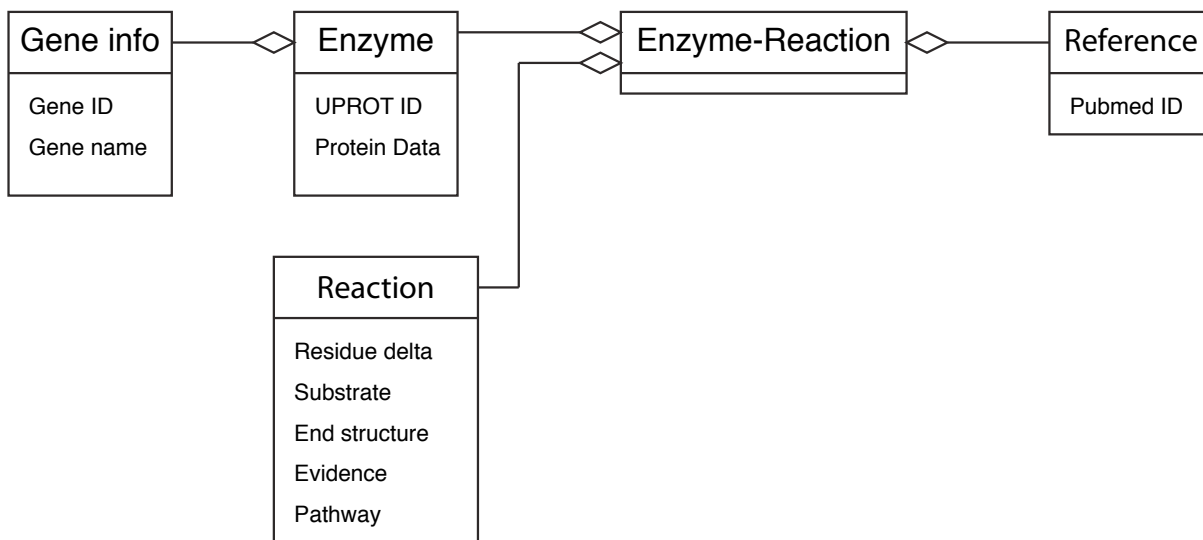 Gene info
Gene ID
Gene name
Enzyme
UPROT ID
Protein Data
Enzyme-Reaction
Reference
Pubmed ID
Reaction
Residue delta
Substrate
End structure
Evidence
Pathway